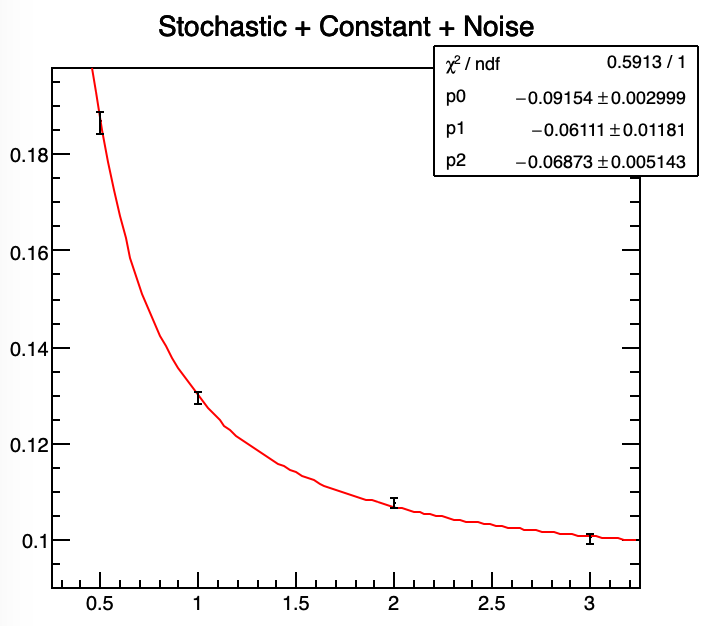 Stochastic + Constant + Noise
χ² / ndf 0.5913 / 1
p0 −0.09154 ± 0.002999
p1 −0.06111 ± 0.01181
p2 −0.06873 ± 0.005143
0.18
0.16
0.14
0.12
0.1
0.5 1 1.5 2 2.5 3